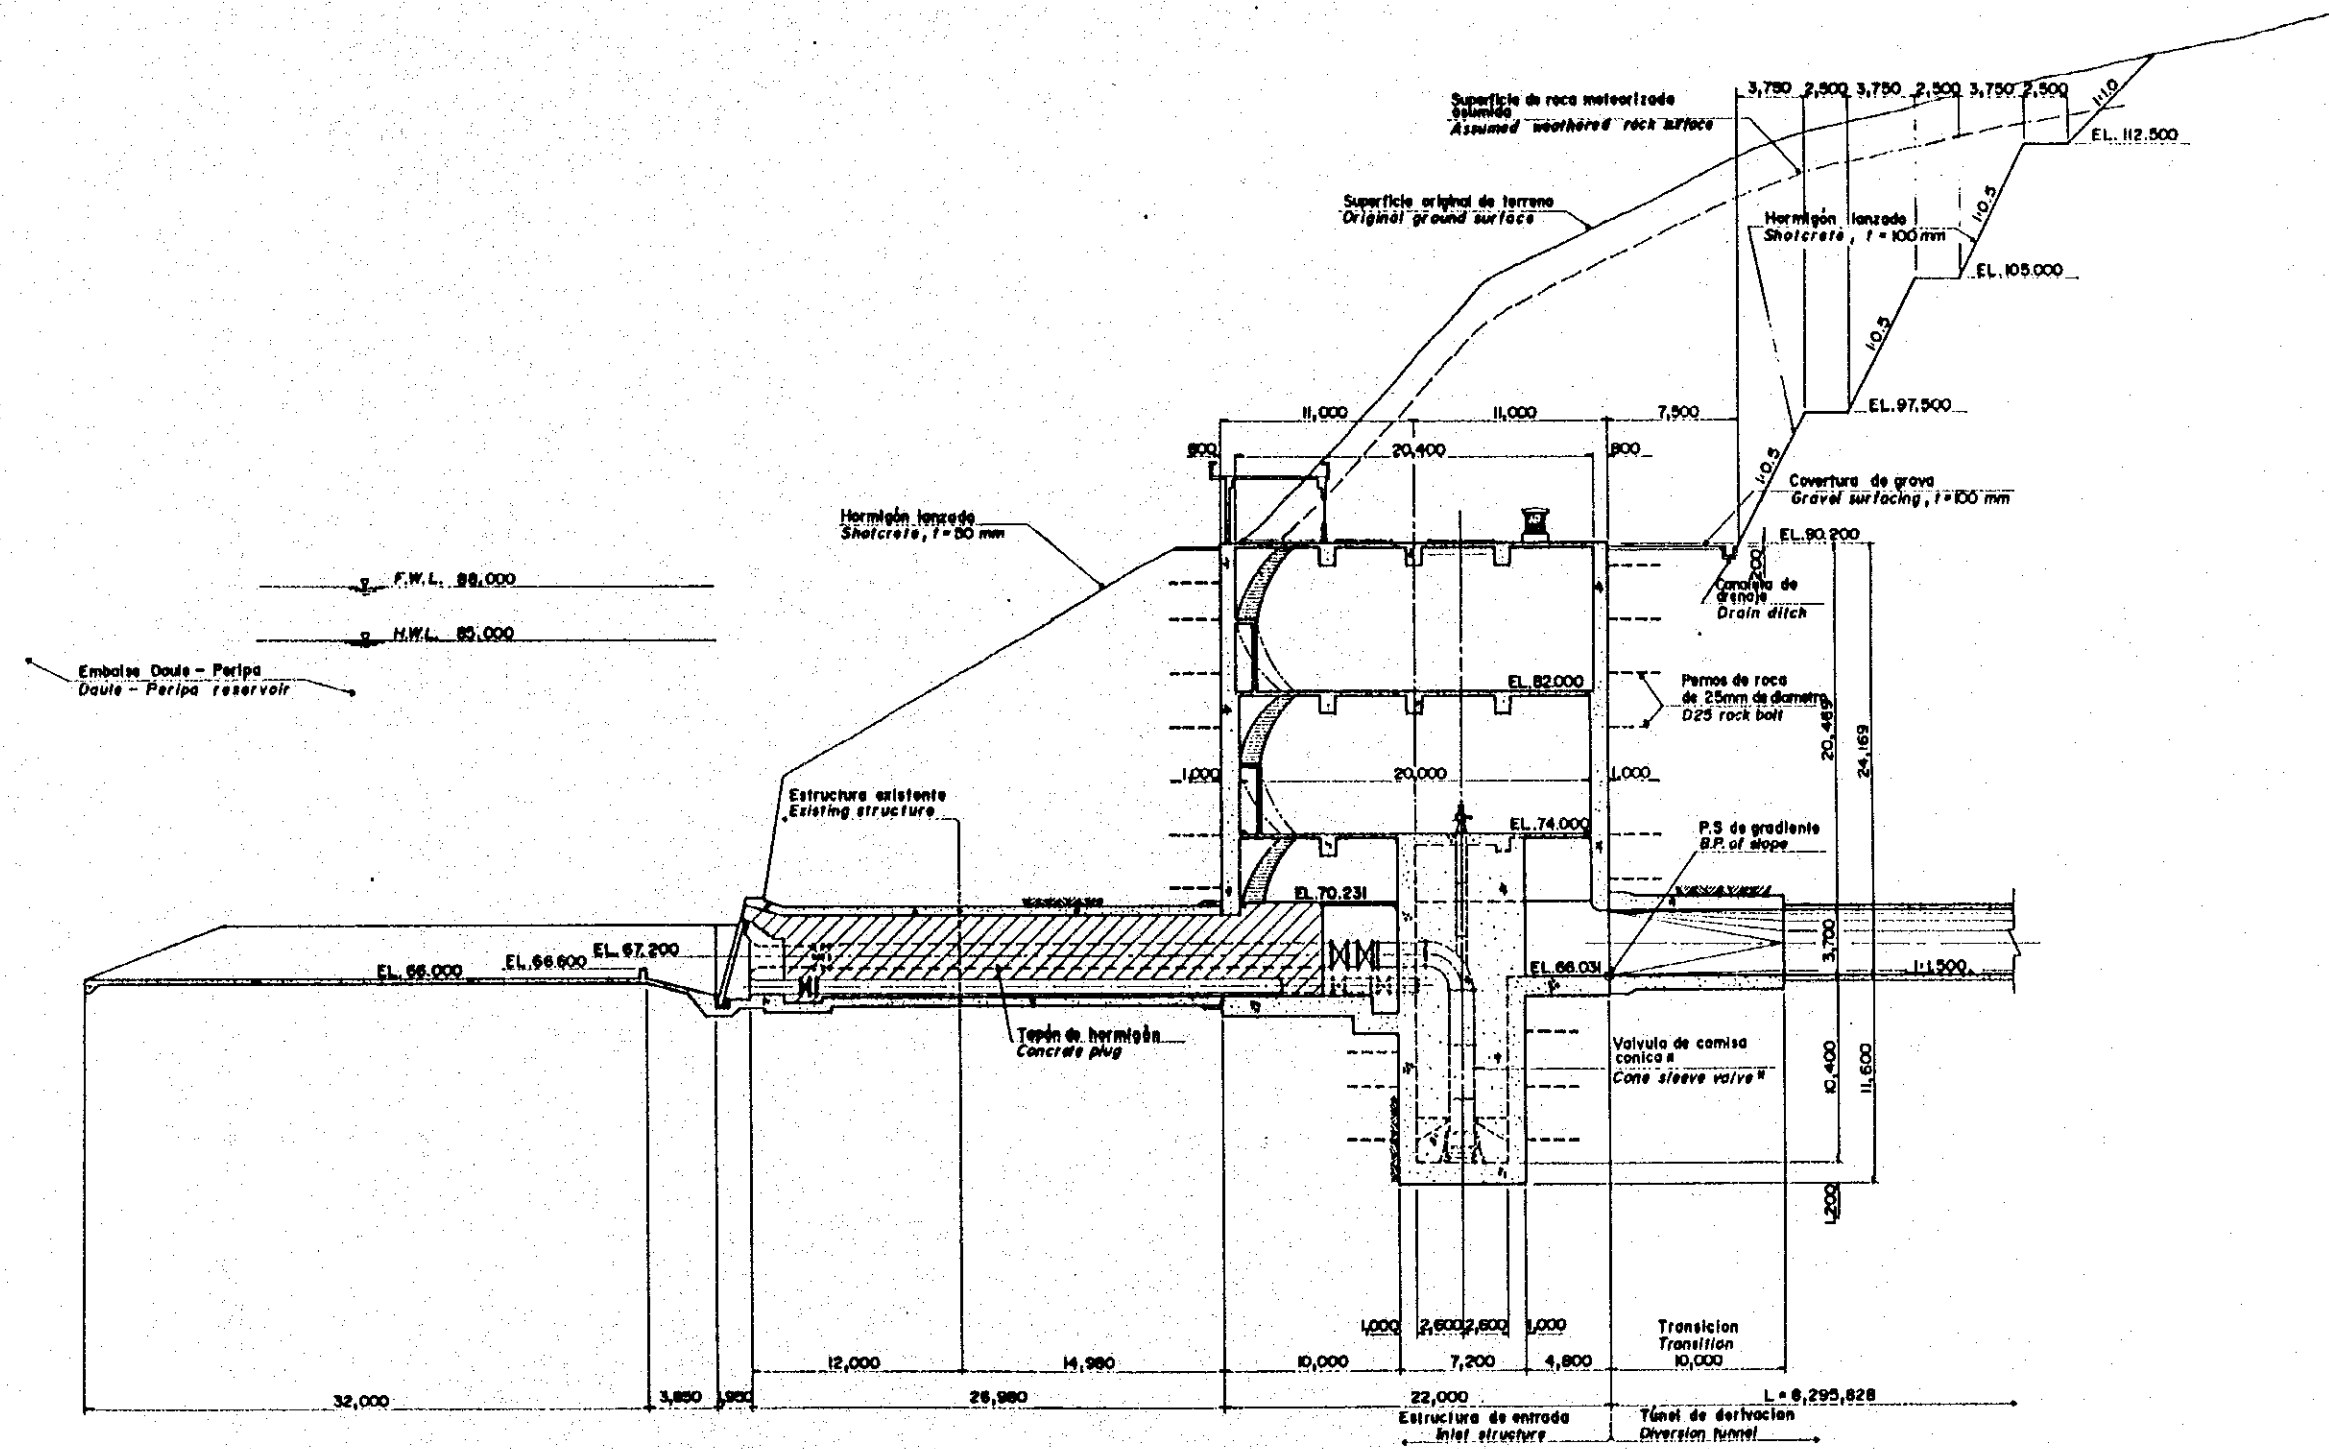 3,750 2,500 3,750 2,500 3,750 2,500
1:1.0
Superficie de roca meteorizada
asumida
Assumed weathered rock surface
EL. 112.500
Superficie original de terreno
Original ground surface
1:0.5
Hormigón lanzado
Shotcrete, t = 100 mm
EL. 105.000
1:0.5
EL. 97.500
11,000 11,000 7,500
20,400 800
1:0.5
Covertura de grava
Gravel surfacing, t = 100 mm
Hormigón lanzado
Shotcrete, t =
EL. 90.200
F.W.L. 88,000
H.W.L. 85,000
Canaleta de
drenaje
Drain ditch
Embalse Daule - Peripa
Daule - Peripa reservoir
EL. 82.000
Pernos de roca
de 25mm de diametro
D25 rock bolt
20,469
24,169
1,000 20,000 1,000
Estructura existente
Existing structure
EL. 74.000
P.S de gradiente
B.P. of slope
EL. 70.231
EL. 67.200
EL. 66.600
EL. 66.000
EL. 66.031
3,700
1:1,500
Tapón de hormigón
Concrete plug
Valvula de camisa
conica *
Cone sleeve valve *
10,400
11,600
1,200
1,000 2,600 2,600 1,000
Transicion
Transition
12,000 14,980 10,000 7,200 4,800 10,000
32,000 26,980 22,000
Estructura de entrada
Inlet structure
Túnel de derivacion
Diversion tunnel